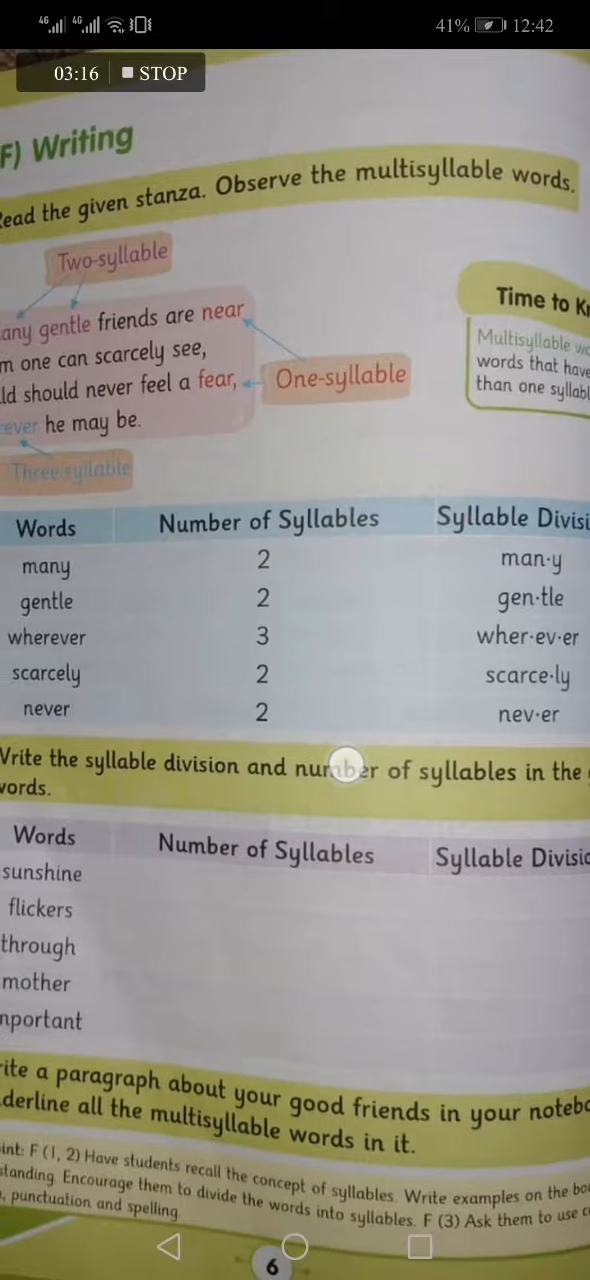 4G 4G 41% 12:42
03:16 STOP
F) Writing
Read the given stanza. Observe the multisyllable words.
Two-syllable
any gentle friends are near
m one can scarcely see,
ld should never feel a fear,
One-syllable
ever he may be.
Three-syllable
Time to K
Multisyllable wo
words that have
than one syllabl
Words Number of Syllables Syllable Divisi
many 2 man·y
gentle 2 gen·tle
wherever 3 wher·ev·er
scarcely 2 scarce·ly
never 2 nev·er
Write the syllable division and number of syllables in the
words.
Words Number of Syllables Syllable Divisio
sunshine
flickers
through
mother
mportant
rite a paragraph about your good friends in your notebo
derline all the multisyllable words in it.
int: F (1, 2) Have students recall the concept of syllables. Write examples on the boa
standing. Encourage them to divide the words into syllables. F (3) Ask them to use c
, punctuation and spelling.
6